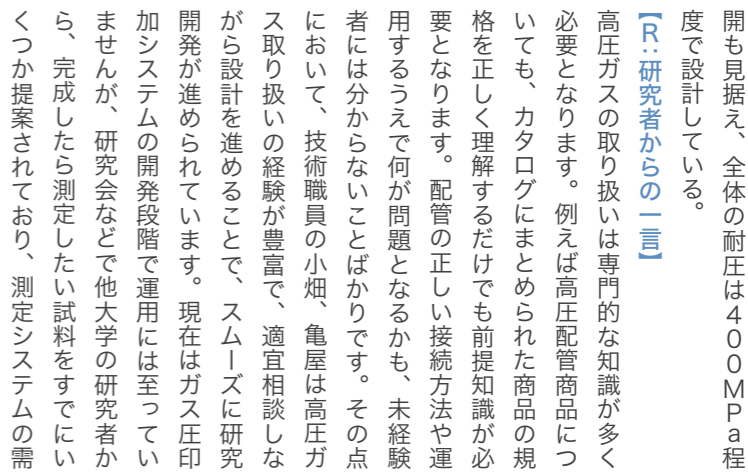 開も見据え、全体の耐圧は４００ＭＰａ程
度で設計している。
【Ｒ：研究者からの一言】
高圧ガスの取り扱いは専門的な知識が多く
必要となります。例えば高圧配管商品につ
いても、カタログにまとめられた商品の規
格を正しく理解するだけでも前提知識が必
要となります。配管の正しい接続方法や運
用するうえで何が問題となるかも、未経験
者には分からないことばかりです。その点
において、技術職員の小畑、亀屋は高圧ガ
ス取り扱いの経験が豊富で、適宜相談しな
がら設計を進めることで、スムーズに研究
開発が進められています。現在はガス圧印
加システムの開発段階で運用には至ってい
ませんが、研究会などで他大学の研究者か
ら、完成したら測定したい試料をすでにい
くつか提案されており、測定システムの需